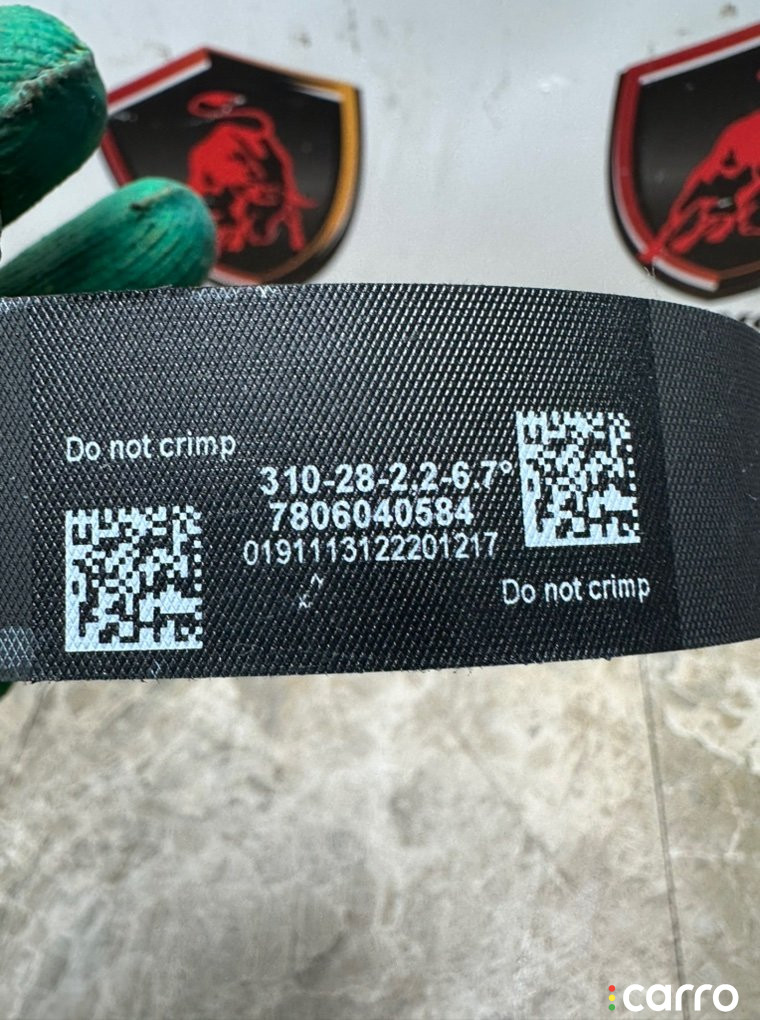 Do not crimp
310-28-2.2-6.7°
7806040584
0191113122201217
Do not crimp
carro